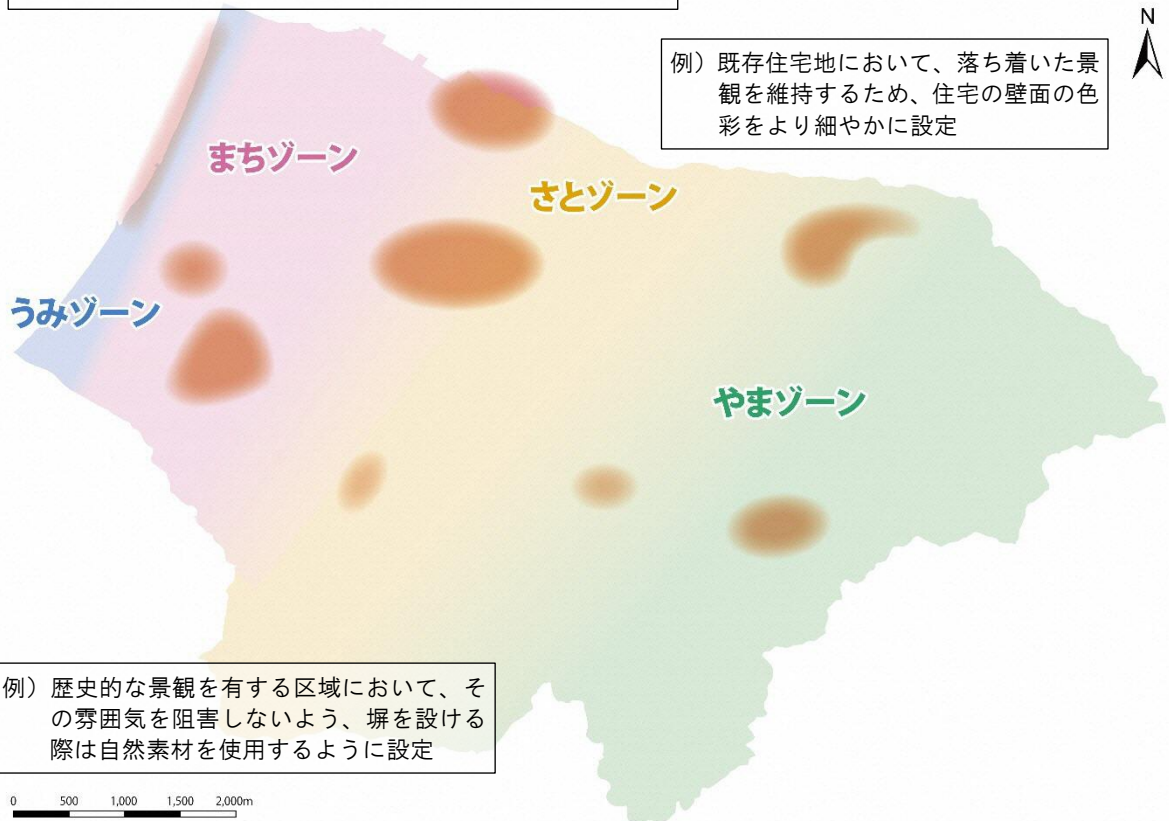 N
例）既存住宅地において、落ち着いた景
観を維持するため、住宅の壁面の色
彩をより細やかに設定
まちゾーン
さとゾーン
うみゾーン
やまゾーン
例）歴史的な景観を有する区域において、そ
の雰囲気を阻害しないよう、塀を設ける
際は自然素材を使用するように設定
0 500 1,000 1,500 2,000m